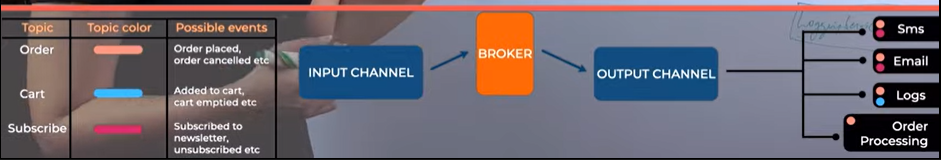 Topic
Topic color
Possible events
Order
Order placed,
order cancelled etc
Cart
Added to cart,
cart emptied etc
Subscribe
Subscribed to
newsletter,
unsubscribed etc
INPUT CHANNEL
BROKER
OUTPUT CHANNEL
Sms
Email
Logs
Order
Processing